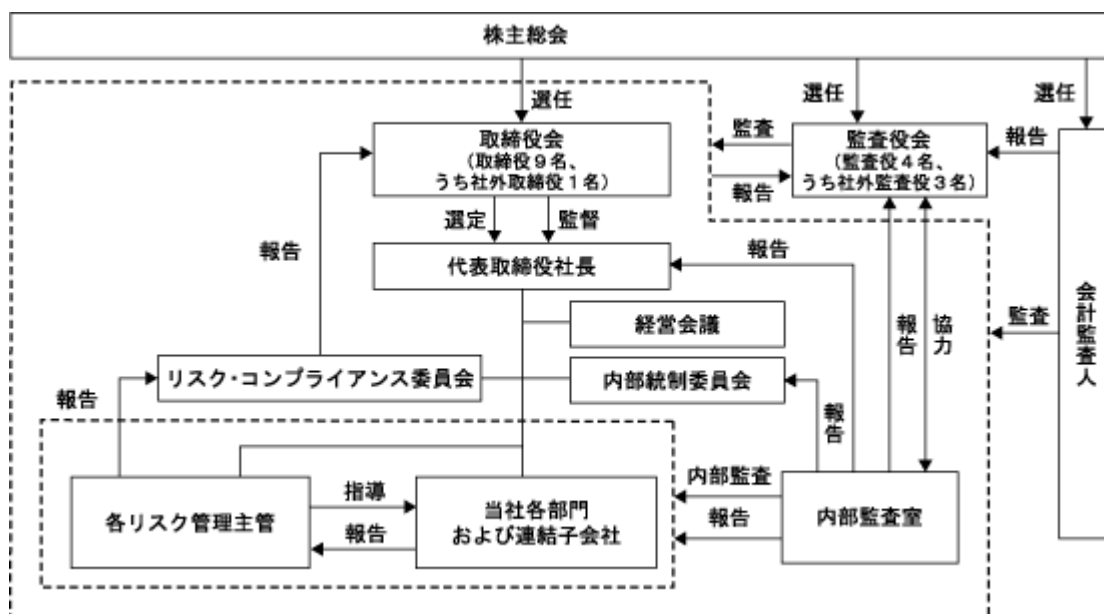 株主総会
選任
選任
選任
取締役会
(取締役9名、
うち社外取締役1名)
監査
報告
監査役会
(監査役4名、
うち社外監査役3名)
報告
選定
監督
報告
代表取締役社長
報告
会計監査人
経営会議
報告
協力
監査
リスク・コンプライアンス委員会
内部統制委員会
報告
報告
各リスク管理主管
指導
報告
当社各部門
および連結子会社
内部監査
報告
内部監査室